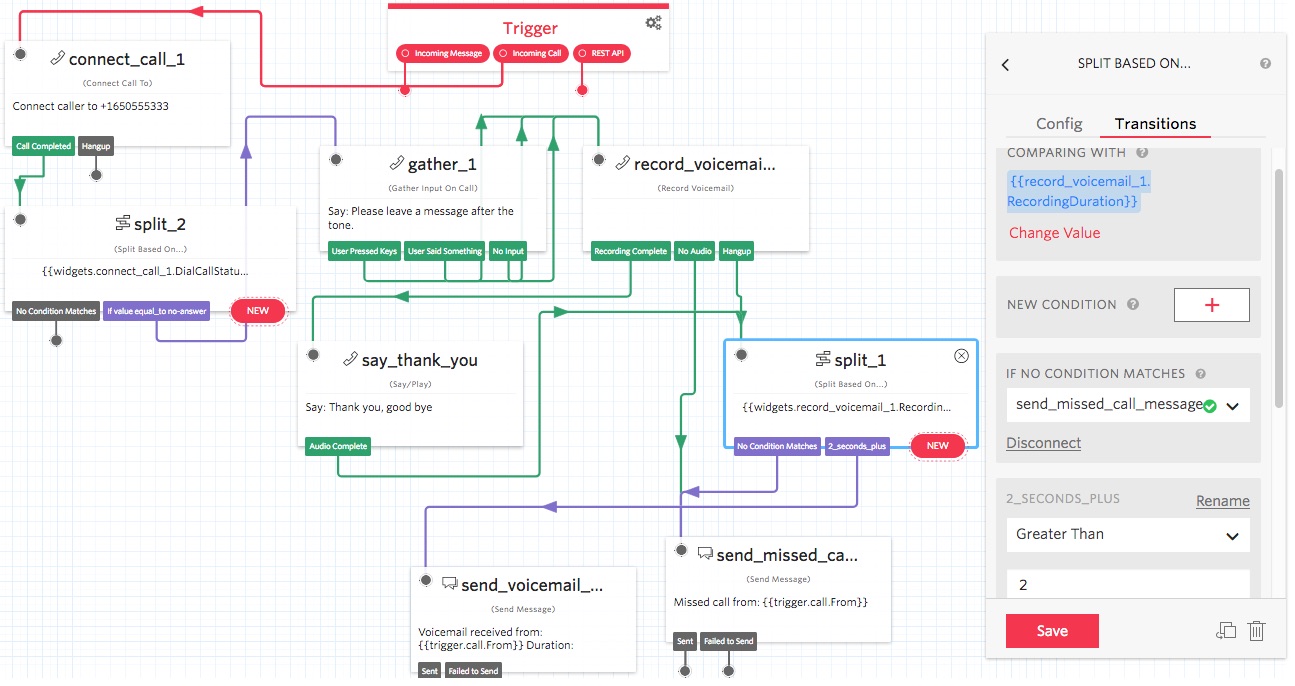 Trigger
Incoming Message
Incoming Call
REST API
connect_call_1
(Connect Call To)
Connect caller to +1650555333
Call Completed
Hangup
split_2
(Split Based On...)
{{widgets.connect_call_1.DialCallStatu...
No Condition Matches
If value equal_to no-answer
NEW
gather_1
(Gather Input On Call)
Say: Please leave a message after the
tone.
User Pressed Keys
User Said Something
No Input
record_voicemai...
(Record Voicemail)
Recording Complete
No Audio
Hangup
say_thank_you
(Say/Play)
Say: Thank you, good bye
Audio Complete
split_1
(Split Based On...)
{{widgets.record_voicemail_1.Recordin...
No Condition Matches
2_seconds_plus
NEW
send_voicemail_...
(Send Message)
Voicemail received from:
{{trigger.call.From}} Duration:
Sent
Failed to Send
send_missed_ca...
(Send Message)
Missed call from: {{trigger.call.From}}
Sent
Failed to Send
SPLIT BASED ON...
Config
Transitions
COMPARING WITH
{{record_voicemail_1.
RecordingDuration}}
Change Value
NEW CONDITION
IF NO CONDITION MATCHES
send_missed_call_message
Disconnect
2_SECONDS_PLUS
Rename
Greater Than
2
Save